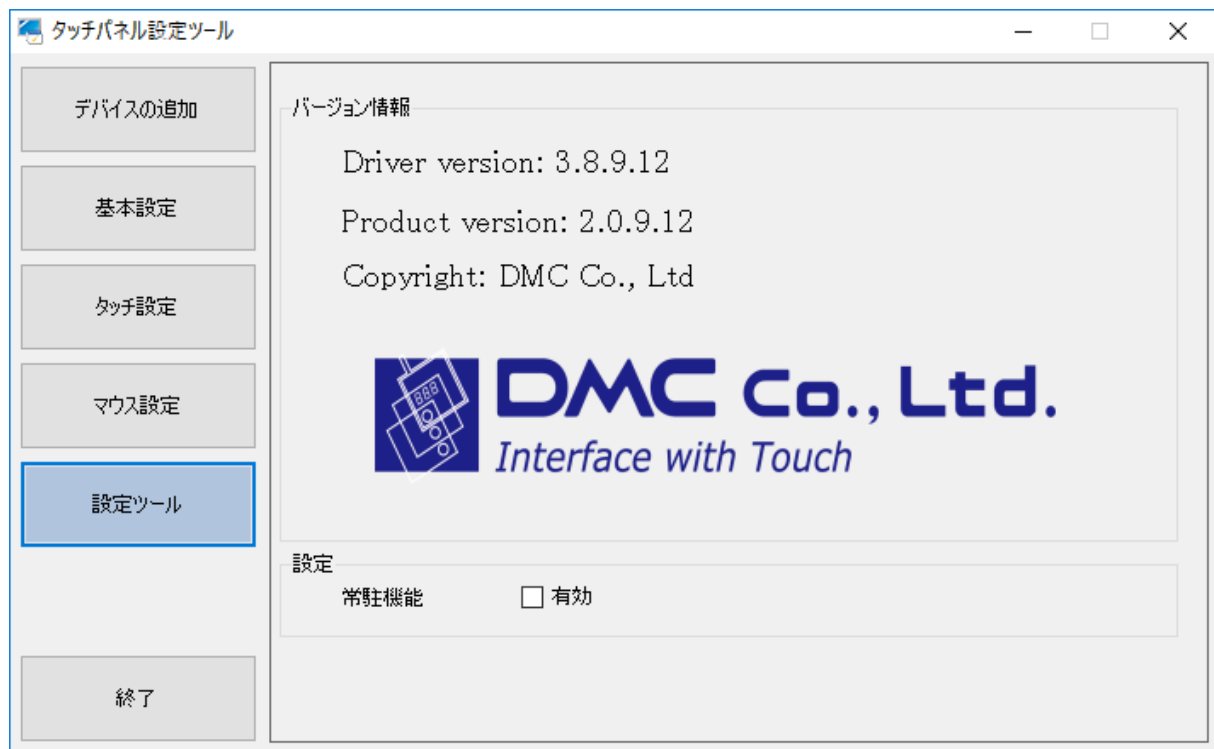 タッチパネル設定ツール
デバイスの追加
基本設定
タッチ設定
マウス設定
設定ツール
終了
バージョン情報
Driver version: 3.8.9.12
Product version: 2.0.9.12
Copyright: DMC Co., Ltd
888
DMC Co., Ltd.
Interface with Touch
設定
常駐機能 有効